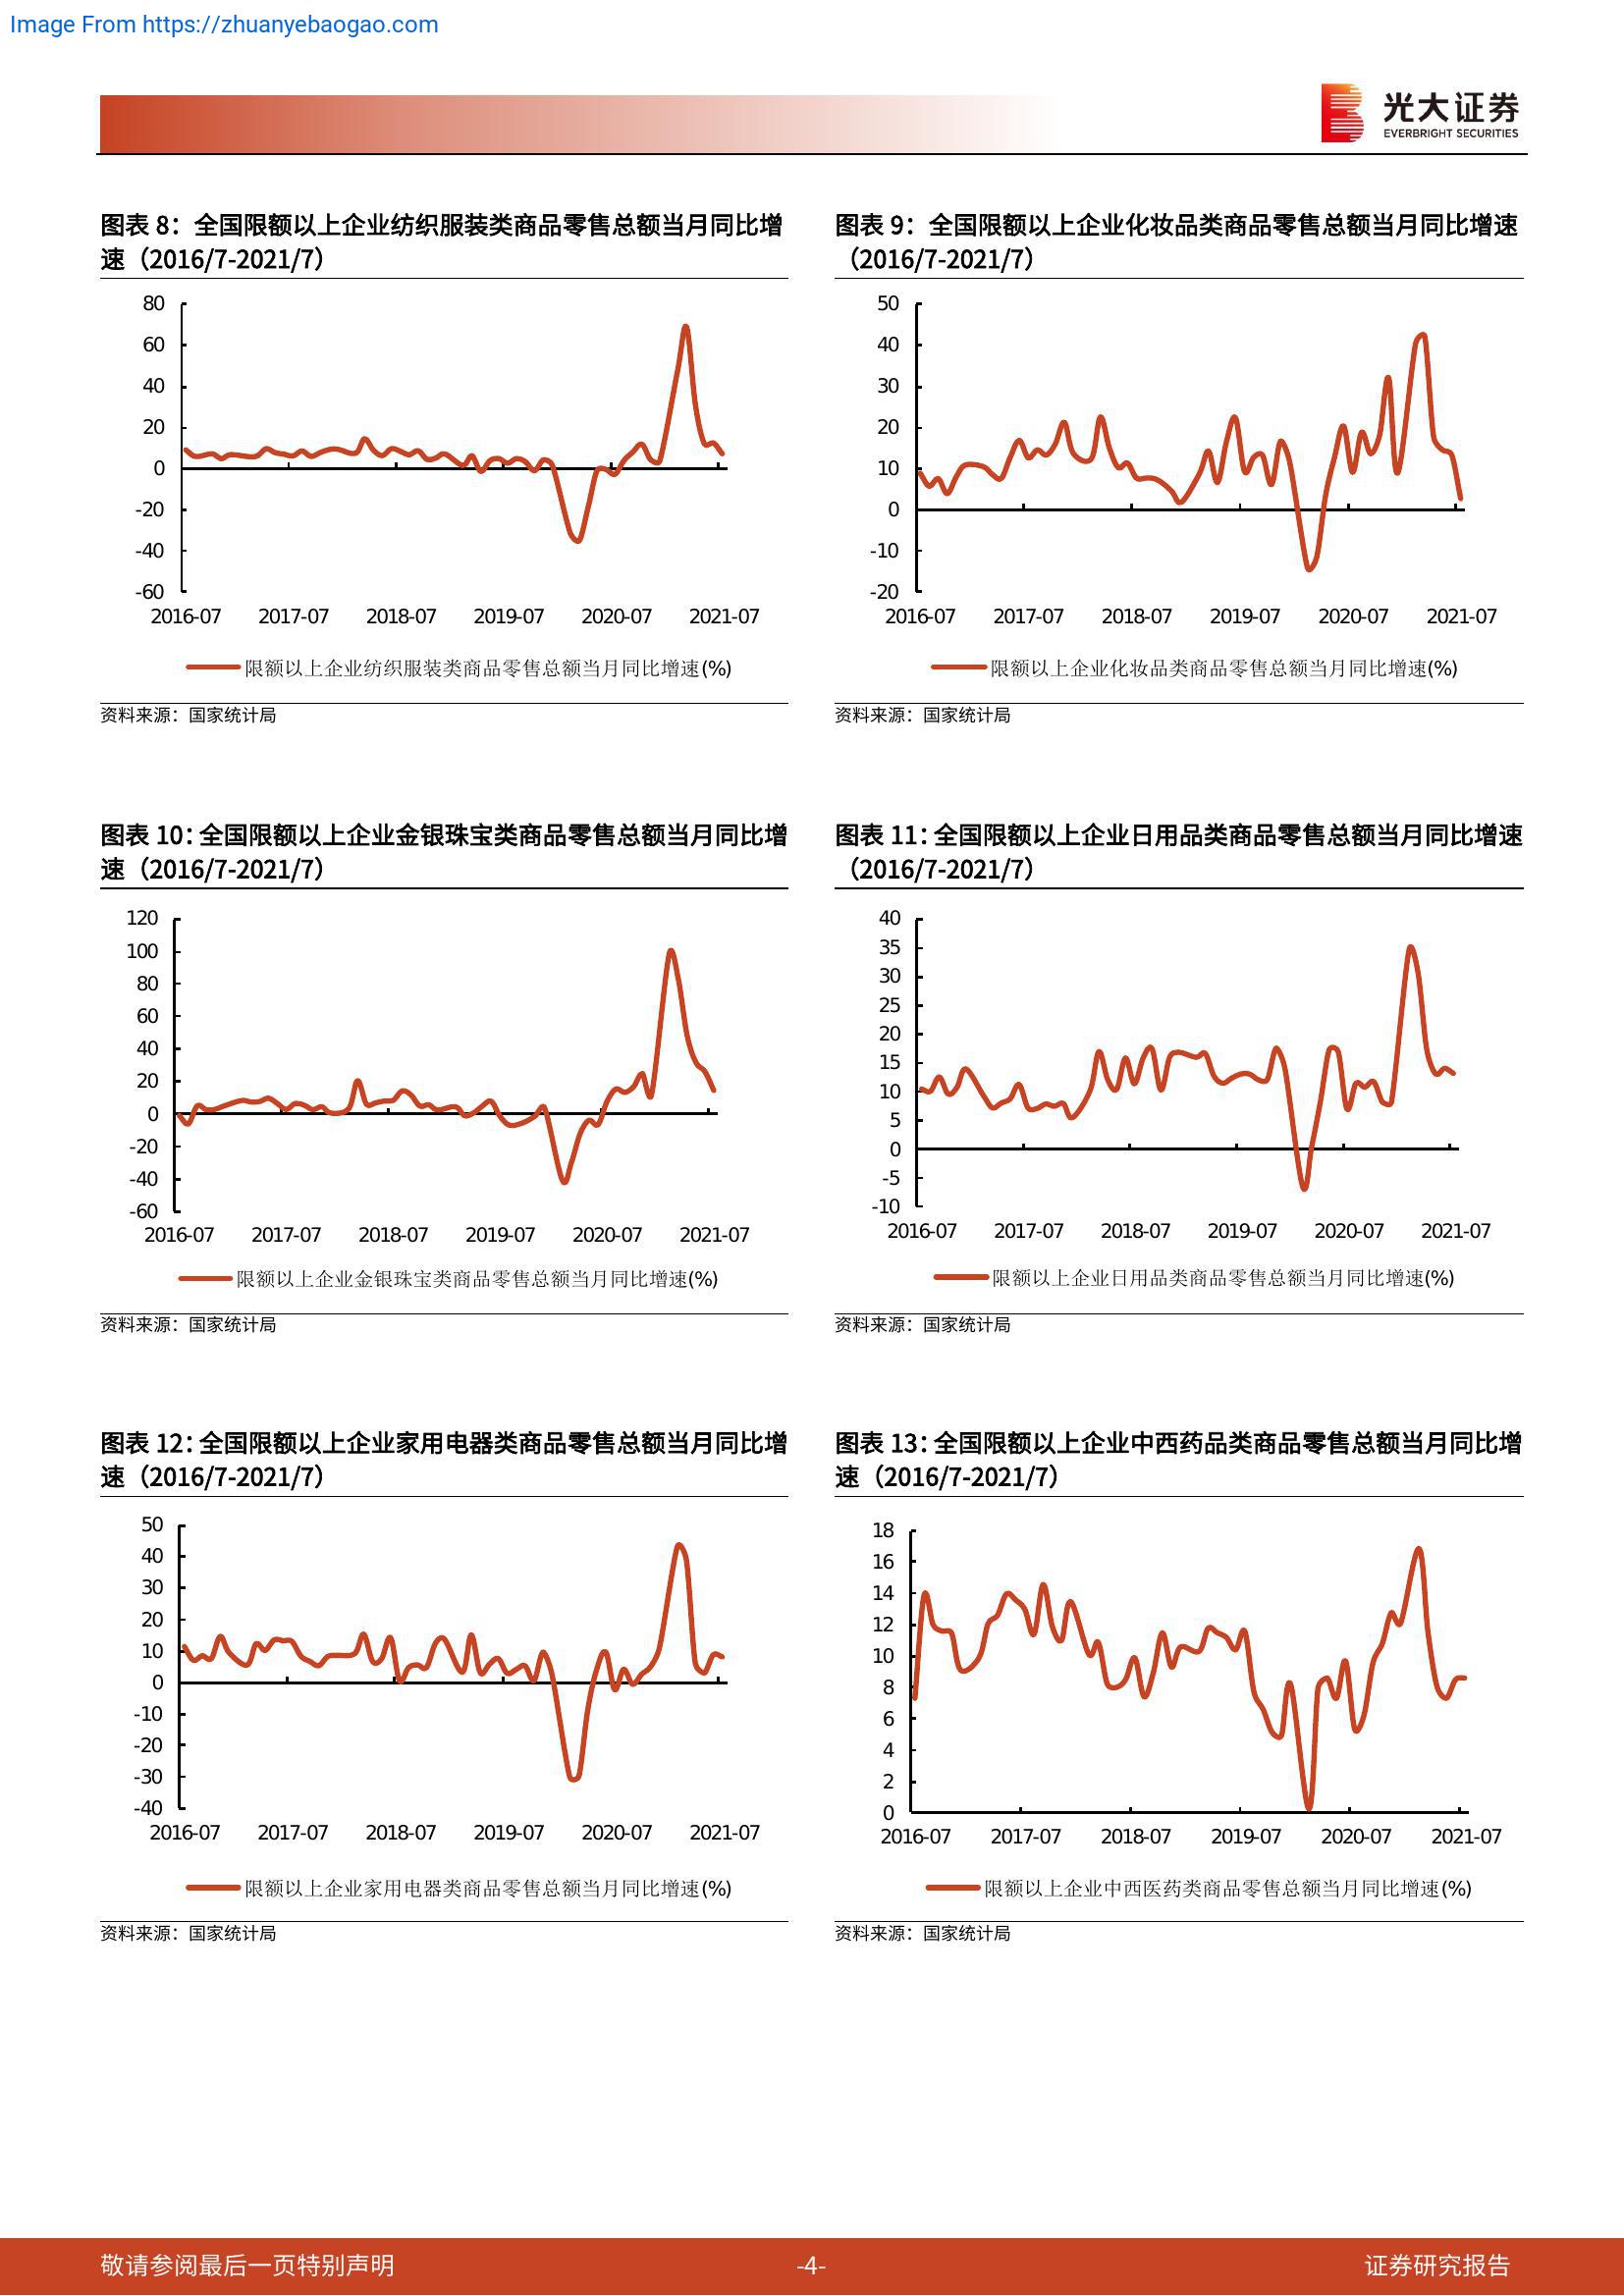 Image From https://zhuanyebaogao.com
光大证券
EVERBRIGHT SECURITIES
图表 8：全国限额以上企业纺织服装类商品零售总额当月同比增
速（2016/7-2021/7）
80
60
40
20
0
-20
-40
-60
2016-07 2017-07 2018-07 2019-07 2020-07 2021-07
限额以上企业纺织服装类商品零售总额当月同比增速(%)
资料来源：国家统计局
图表 9：全国限额以上企业化妆品类商品零售总额当月同比增速
（2016/7-2021/7）
50
40
30
20
10
0
-10
-20
2016-07 2017-07 2018-07 2019-07 2020-07 2021-07
限额以上企业化妆品类商品零售总额当月同比增速(%)
资料来源：国家统计局
图表 10：全国限额以上企业金银珠宝类商品零售总额当月同比增
速（2016/7-2021/7）
120
100
80
60
40
20
0
-20
-40
-60
2016-07 2017-07 2018-07 2019-07 2020-07 2021-07
限额以上企业金银珠宝类商品零售总额当月同比增速(%)
资料来源：国家统计局
图表 11：全国限额以上企业日用品类商品零售总额当月同比增速
（2016/7-2021/7）
40
35
30
25
20
15
10
5
0
-5
-10
2016-07 2017-07 2018-07 2019-07 2020-07 2021-07
限额以上企业日用品类商品零售总额当月同比增速(%)
资料来源：国家统计局
图表 12：全国限额以上企业家用电器类商品零售总额当月同比增
速（2016/7-2021/7）
50
40
30
20
10
0
-10
-20
-30
-40
2016-07 2017-07 2018-07 2019-07 2020-07 2021-07
限额以上企业家用电器类商品零售总额当月同比增速(%)
资料来源：国家统计局
图表 13：全国限额以上企业中西药品类商品零售总额当月同比增
速（2016/7-2021/7）
18
16
14
12
10
8
6
4
2
0
2016-07 2017-07 2018-07 2019-07 2020-07 2021-07
限额以上企业中西医药类商品零售总额当月同比增速(%)
资料来源：国家统计局
敬请参阅最后一页特别声明 -4- 证券研究报告